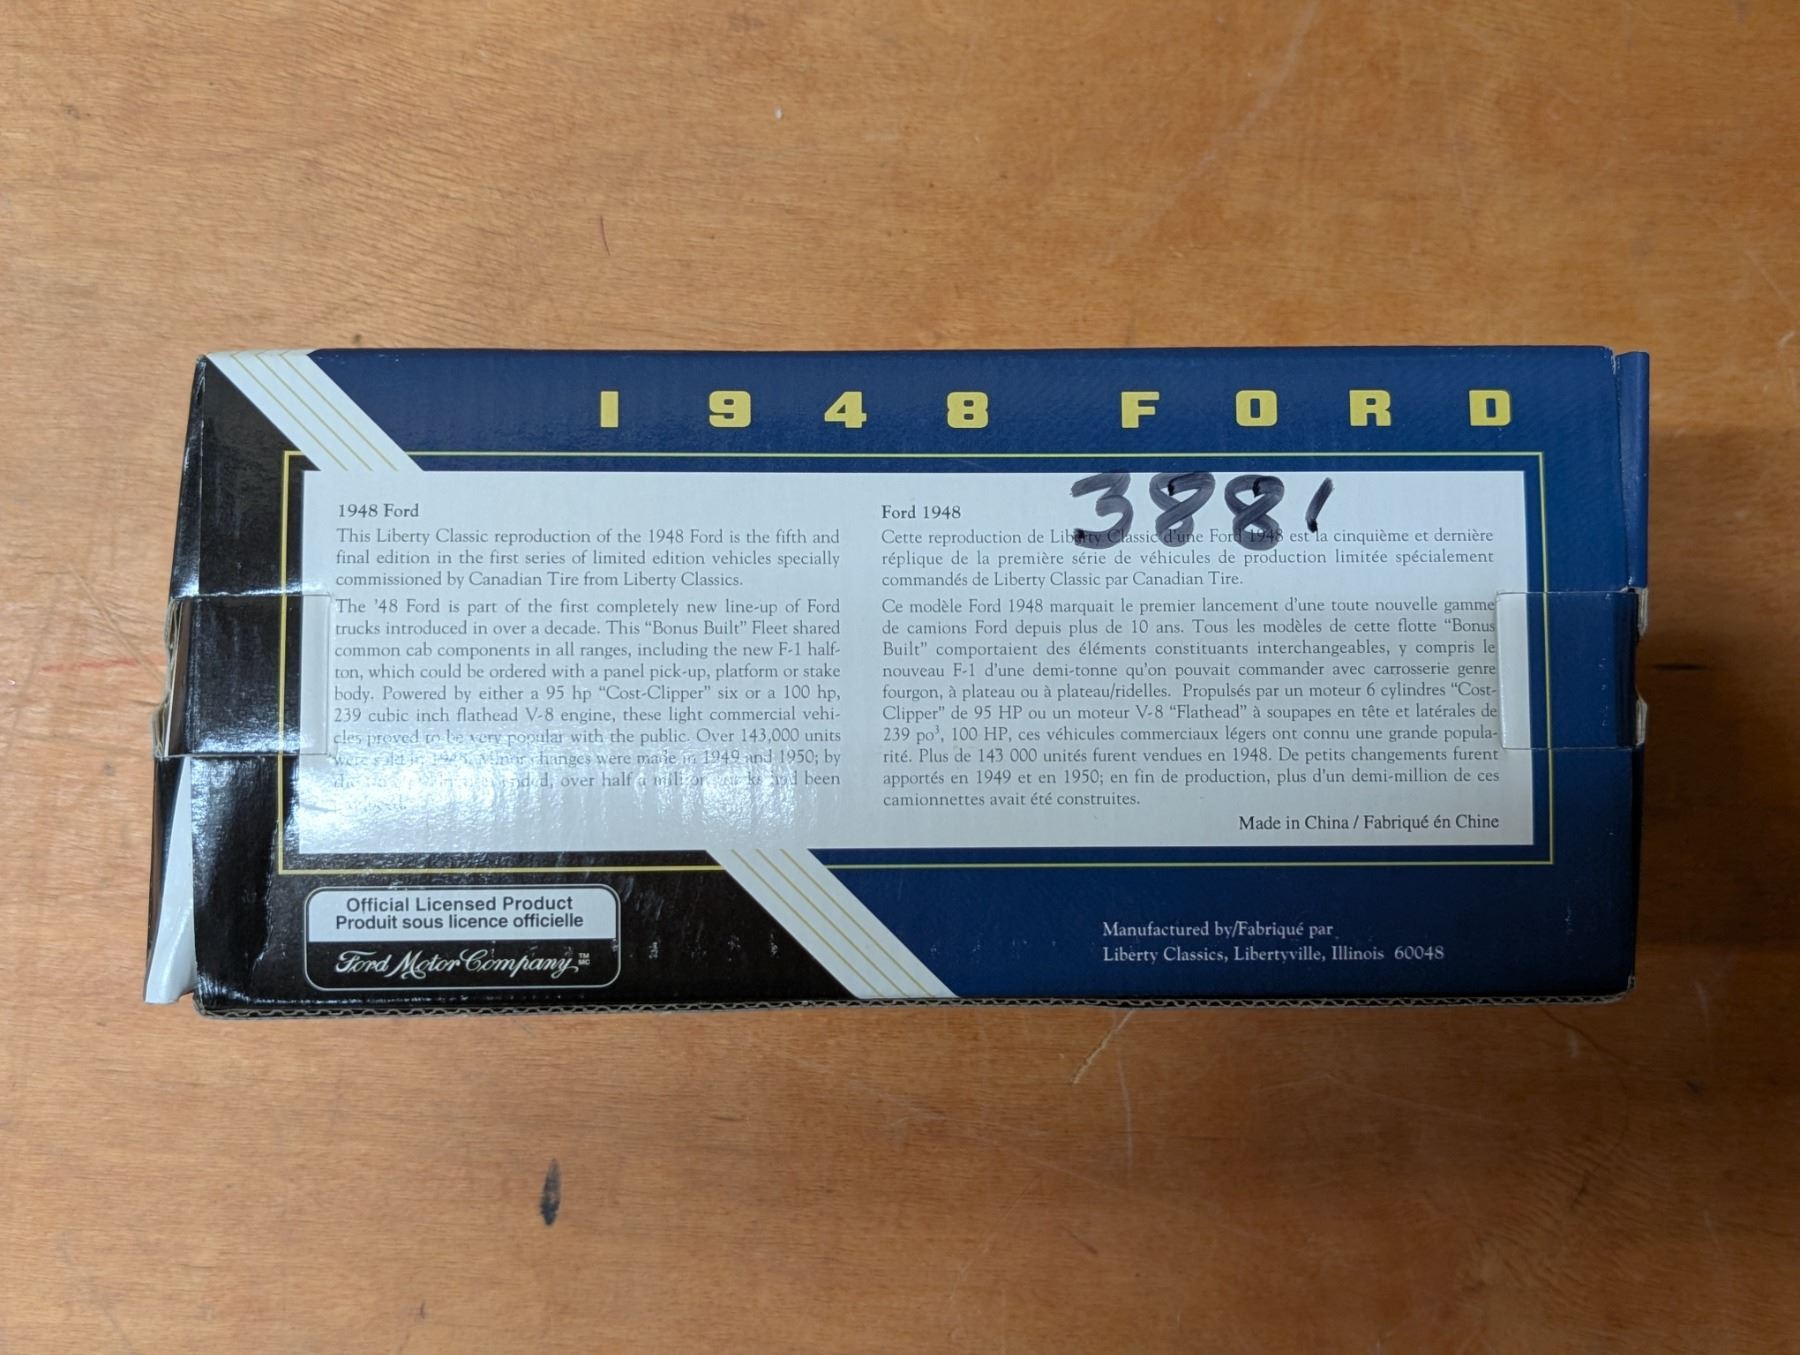 1948 FORD
3881
1948 Ford
This Liberty Classic reproduction of the 1948 Ford is the fifth and
final edition in the first series of limited edition vehicles specially
commissioned by Canadian Tire from Liberty Classics.
The '48 Ford is part of the first completely new line-up of Ford
trucks introduced in over a decade. This “Bonus Built” Fleet shared
common cab components in all ranges, including the new F-1 half-
ton, which could be ordered with a panel pick-up, platform or stake
body. Powered by either a 95 hp “Cost-Clipper” six or a 100 hp,
239 cubic inch flathead V-8 engine, these light commercial vehi-
cles proved to be very popular with the public. Over 143,000 units
were sold in 1948. Minor changes were made in 1949 and 1950; by
over half a million been
Ford 1948
Cette reproduction de Liberty Classic d'une Ford 1948 est la cinquième et dernière
réplique de la première série de véhicules de production limitée spécialement
commandés de Liberty Classic par Canadian Tire.
Ce modèle Ford 1948 marquait le premier lancement d'une toute nouvelle gamme
de camions Ford depuis plus de 10 ans. Tous les modèles de cette flotte “Bonus
Built” comportaient des éléments constituants interchangeables, y compris le
nouveau F-1 d'une demi-tonne qu'on pouvait commander avec carrosserie genre
fourgon, à plateau ou à plateau/ridelles. Propulsés par un moteur 6 cylindres “Cost-
Clipper” de 95 HP ou un moteur V-8 “Flathead” à soupapes en tête et latérales de
239 po³, 100 HP, ces véhicules commerciaux légers ont connu une grande popula-
rité. Plus de 143 000 unités furent vendues en 1948. De petits changements furent
apportés en 1949 et en 1950; en fin de production, plus d'un demi-million de ces
camionnettes avait été construites.
Made in China / Fabriqué én Chine
Official Licensed Product
Produit sous licence officielle
Ford Motor Company TM MC
Manufactured by/Fabriqué par
Liberty Classics, Libertyville, Illinois 60048